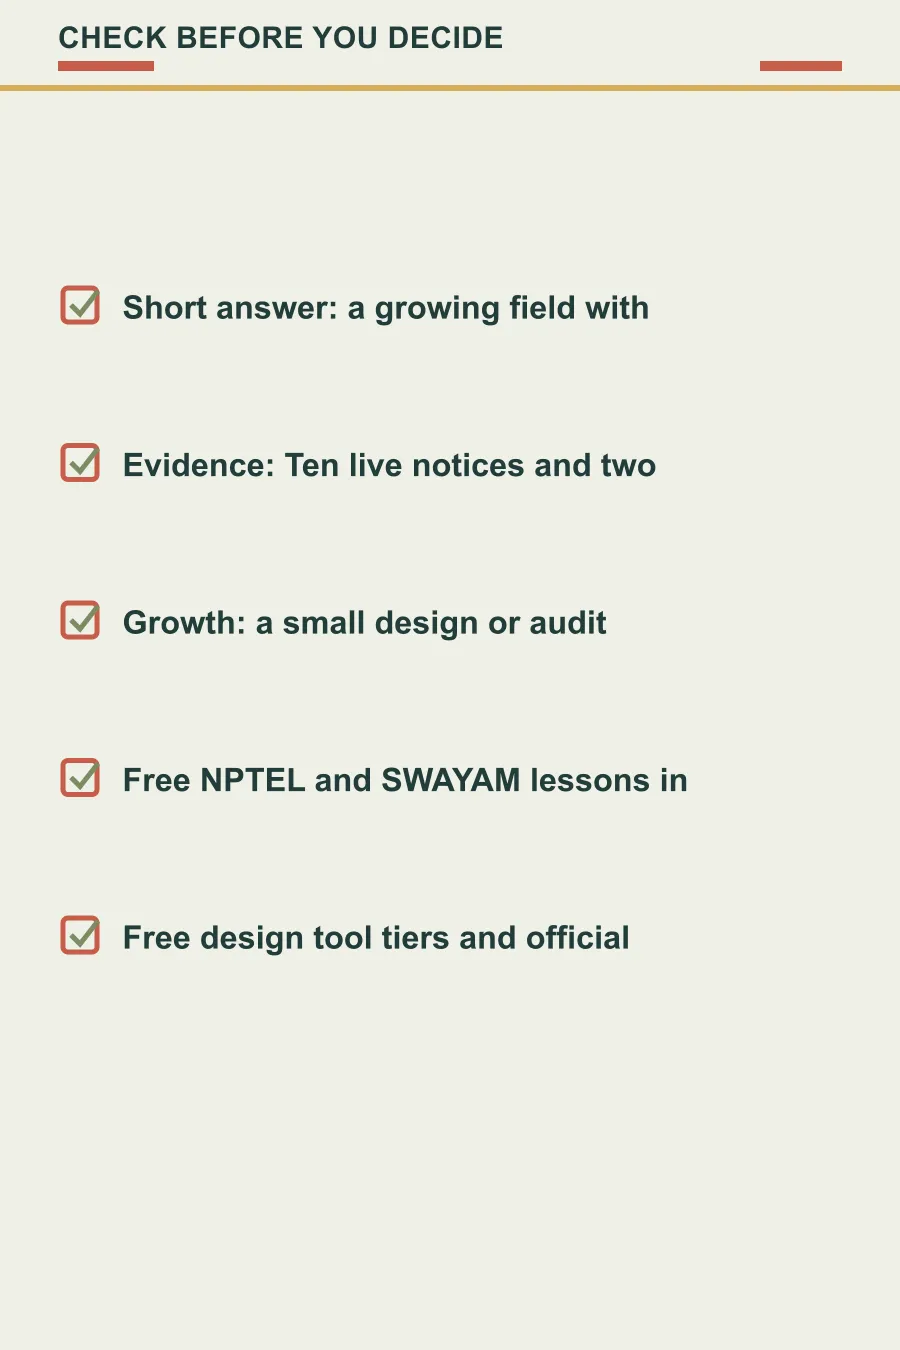 CHECK BEFORE YOU DECIDE
Short answer: a growing field with
Evidence: Ten live notices and two
Growth: a small design or audit
Free NPTEL and SWAYAM lessons in
Free design tool tiers and official